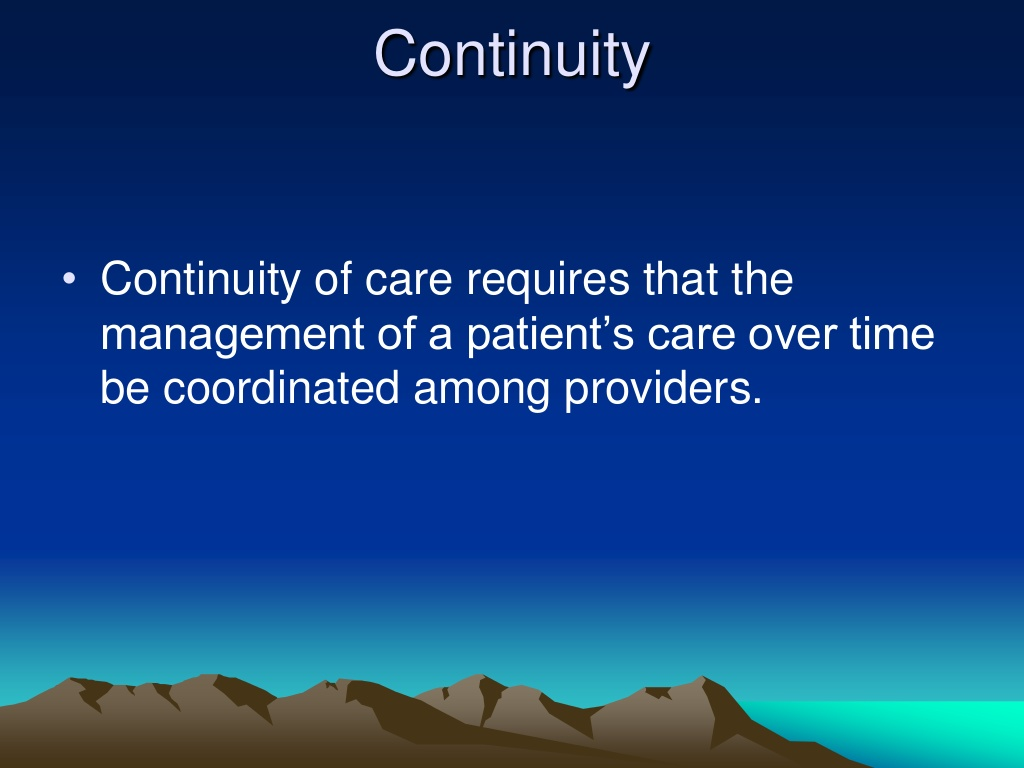 Continuity
• Continuity of care requires that the
management of a patient’s care over time
be coordinated among providers.